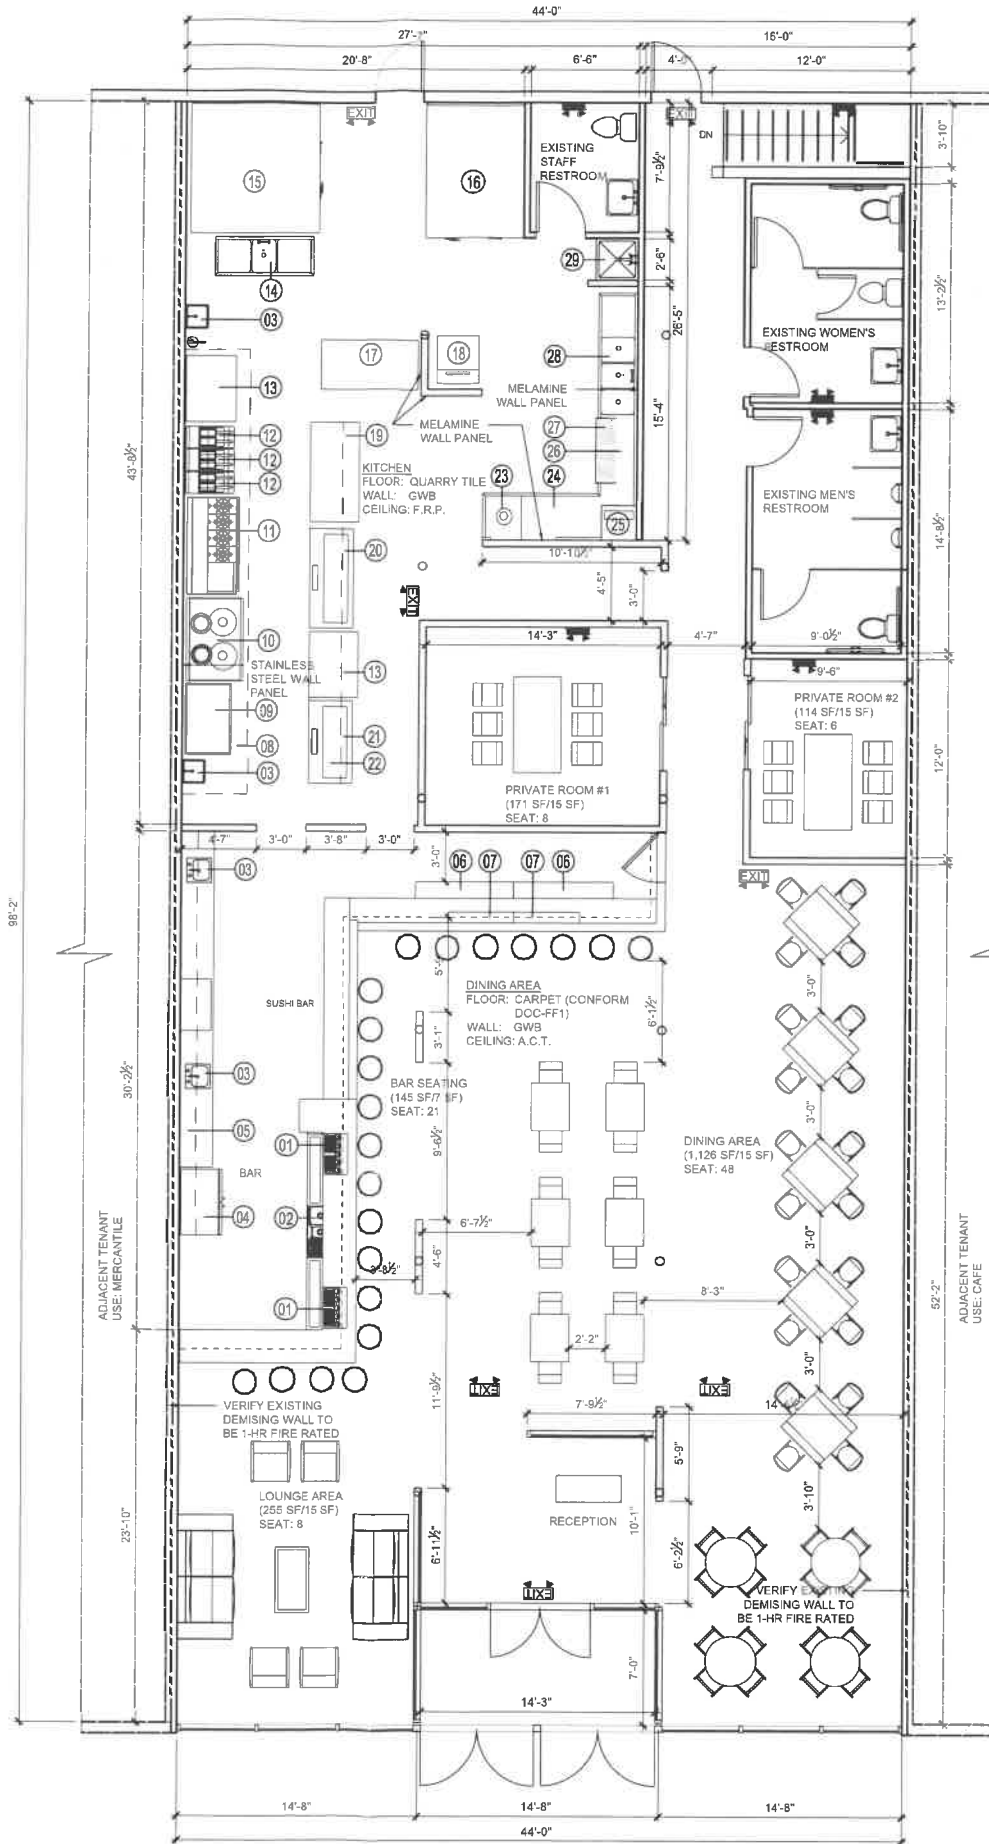 44'-0"
27'-7"
16'-0"
20'-8"
6'-6"
12'-0"
EXIT
EXIT
DN
3'-10"
EXISTING
STAFF
RESTROOM
7'-9½"
15
16
29
2'-6"
14
03
26'-5"
13'-2½"
EXISTING WOMEN'S
RESTROOM
17
18
28
13
MELAMINE
WALL PANEL
15'-4"
MELAMINE
WALL PANEL
12
12
12
19
27
26
43'-8½"
KITCHEN
FLOOR: QUARRY TILE
WALL: GWB
CEILING: F.R.P.
23
24
EXISTING MEN'S
RESTROOM
11
25
14'-8½"
20
10'-10½"
4'-5"
3'-0"
EXIT
10
14'-3"
4'-7"
9'-0½"
9'-6"
STAINLESS
STEEL WALL
PANEL
13
09
PRIVATE ROOM #2
(114 SF/15 SF)
SEAT: 6
21
08
22
03
12'-0"
PRIVATE ROOM #1
(171 SF/15 SF)
SEAT: 8
4'-7"
3'-0"
3'-8"
3'-0"
3'-0"
06
07
07
06
03
EXIT
98'-2"
5'-9"
3'-0"
SUSHI BAR
DINING AREA
FLOOR: CARPET (CONFORM
DOC-FF1)
WALL: GWB
CEILING: A.C.T.
6'-1½"
3'-1"
03
30'-2½"
BAR SEATING
(145 SF/7 SF)
SEAT: 21
3'-0"
05
01
9'-6½"
DINING AREA
(1,126 SF/15 SF)
SEAT: 48
BAR
04
02
6'-7½"
3'-0"
4'-6"
3'-8½"
ADJACENT TENANT
USE: MERCANTILE
ADJACENT TENANT
USE: CAFE
52'-2"
01
8'-3"
2'-2"
3'-0"
EXIT
EXIT
11'-9½"
VERIFY EXISTING
DEMISING WALL TO
BE 1-HR FIRE RATED
7'-9½"
5'-9"
LOUNGE AREA
(255 SF/15 SF)
SEAT: 8
3'-10"
RECEPTION
10'-1"
23'-10"
6'-11½"
6'-2½"
EXIT
VERIFY EXISTING
DEMISING WALL TO
BE 1-HR FIRE RATED
7'-0"
14'-3"
14'-8"
14'-8"
14'-8"
44'-0"